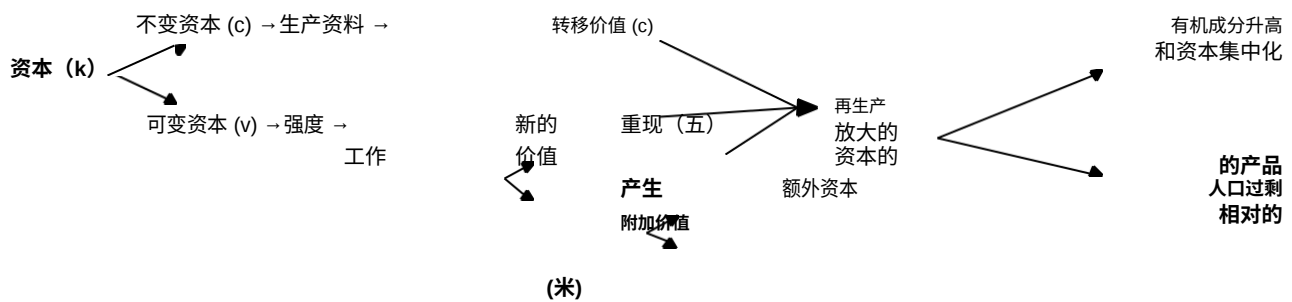 不变资本 (c) →生产资料 →
转移价值 (c)
有机成分升高
和资本集中化
资本（k）
可变资本 (v) →强度 →
工作
新的
价值
重现（五）
再生产
放大的
资本的
产生
附加价值
额外资本
的产品
人口过剩
相对的
(米)